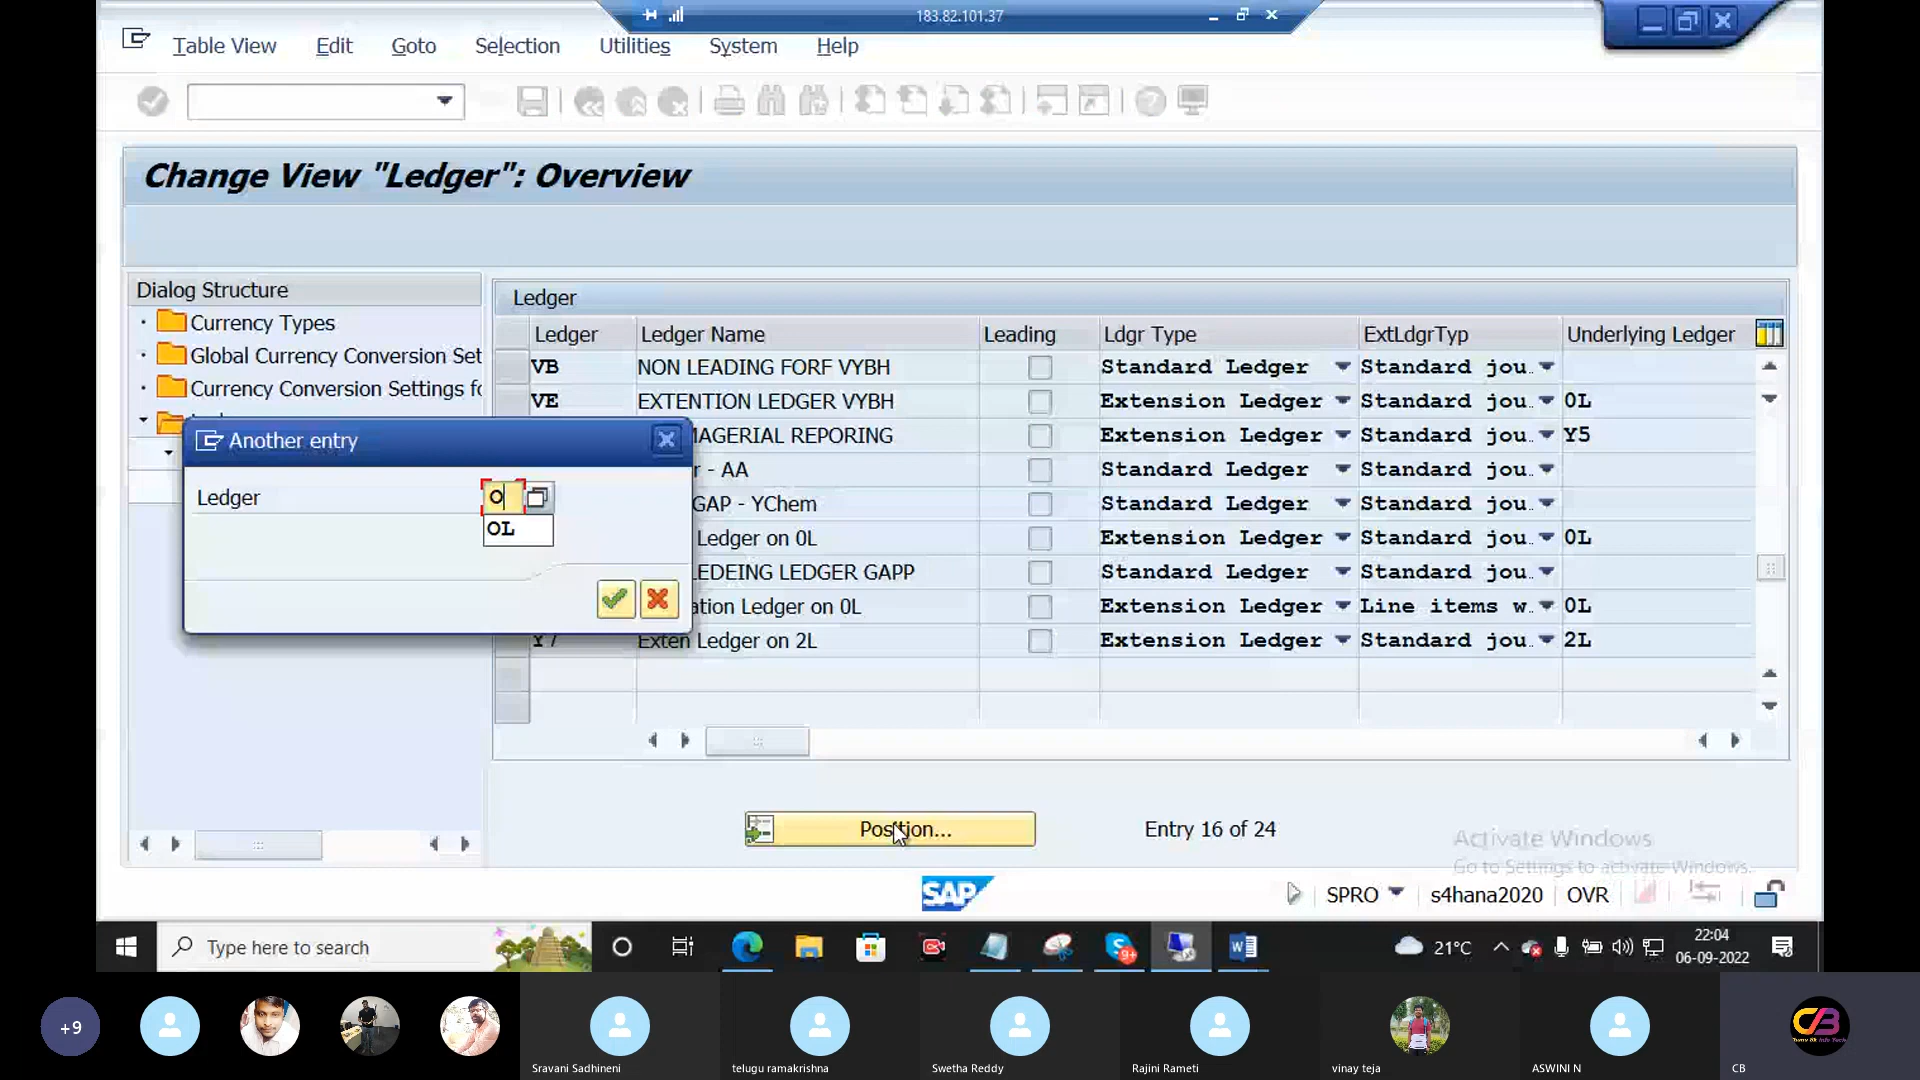 183.82.101.37
Table View Edit Goto Selection Utilities System Help
Change View "Ledger": Overview
Dialog Structure
Currency Types
Global Currency Conversion Set
Currency Conversion Settings fo
Ledger
Ledger Ledger Name Leading Ldgr Type ExtLdgrTyp Underlying Ledger
VB NON LEADING FORF VYBH Standard Ledger Standard jou..
VE EXTENTION LEDGER VYBH Extension Ledger Standard jou.. 0L
MAGERIAL REPORING Extension Ledger Standard jou.. Y5
r - AA Standard Ledger Standard jou..
GAP - YChem Standard Ledger Standard jou..
Ledger on 0L Extension Ledger Standard jou.. 0L
LEDEING LEDGER GAPP Standard Ledger Standard jou..
ation Ledger on 0L Extension Ledger Line items w.. 0L
Y7 Exten Ledger on 2L Extension Ledger Standard jou.. 2L
Another entry
Ledger O
OL
Position... Entry 16 of 24
Activate Windows
Go to Settings to activate Windows.
SAP SPRO s4hana2020 OVR
Type here to search 9+ 21°C 22:04
06-09-2022
+9
Sravani Sadhineni telugu ramakrishna Swetha Reddy Rajini Rameti vinay teja ASWINI N CB